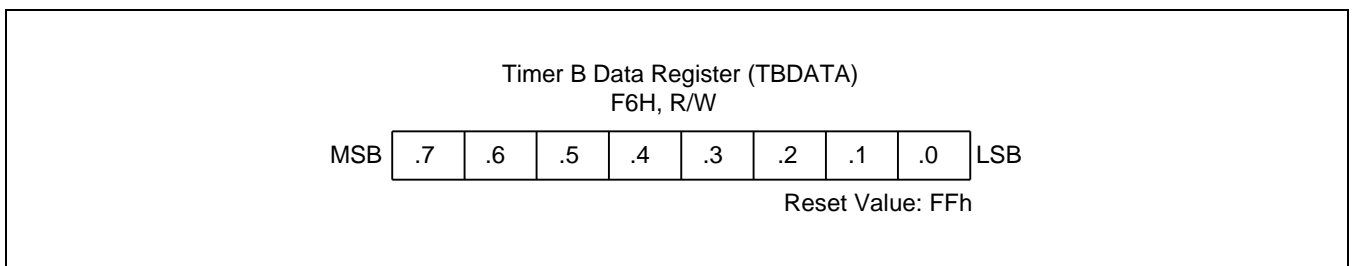 Timer B Data Register (TBDATA)
F6H, R/W
MSB .7 .6 .5 .4 .3 .2 .1 .0 LSB
Reset Value: FFh